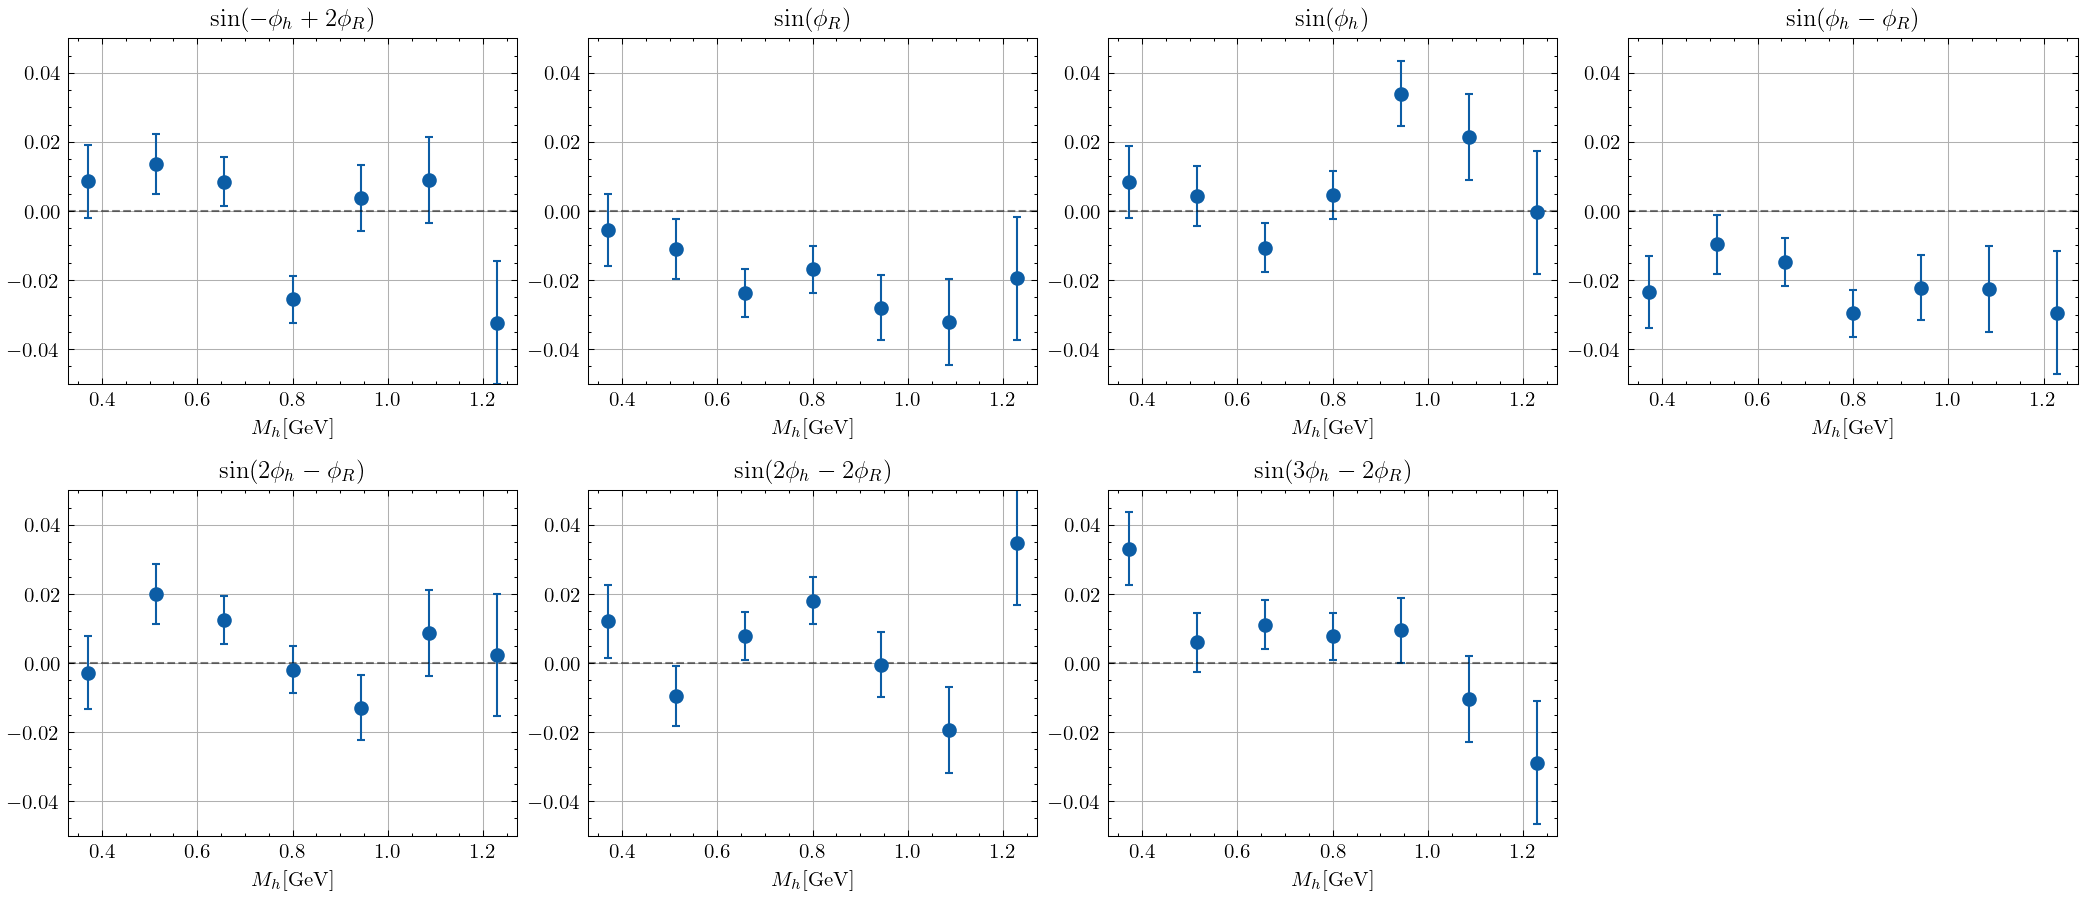 sin(−ϕ_h + 2ϕ_R)
sin(ϕ_R)
sin(ϕ_h)
sin(ϕ_h − ϕ_R)
0.04 0.04 0.04 0.04
0.02 0.02 0.02 0.02
0.00 0.00 0.00 0.00
−0.02 −0.02 −0.02 −0.02
−0.04 −0.04 −0.04 −0.04
0.4 0.6 0.8 1.0 1.2 0.4 0.6 0.8 1.0 1.2 0.4 0.6 0.8 1.0 1.2 0.4 0.6 0.8 1.0 1.2
M_h[GeV] M_h[GeV] M_h[GeV] M_h[GeV]
sin(2ϕ_h − ϕ_R)
sin(2ϕ_h − 2ϕ_R)
sin(3ϕ_h − 2ϕ_R)
0.04 0.04 0.04
0.02 0.02 0.02
0.00 0.00 0.00
−0.02 −0.02 −0.02
−0.04 −0.04 −0.04
0.4 0.6 0.8 1.0 1.2 0.4 0.6 0.8 1.0 1.2 0.4 0.6 0.8 1.0 1.2
M_h[GeV] M_h[GeV] M_h[GeV]